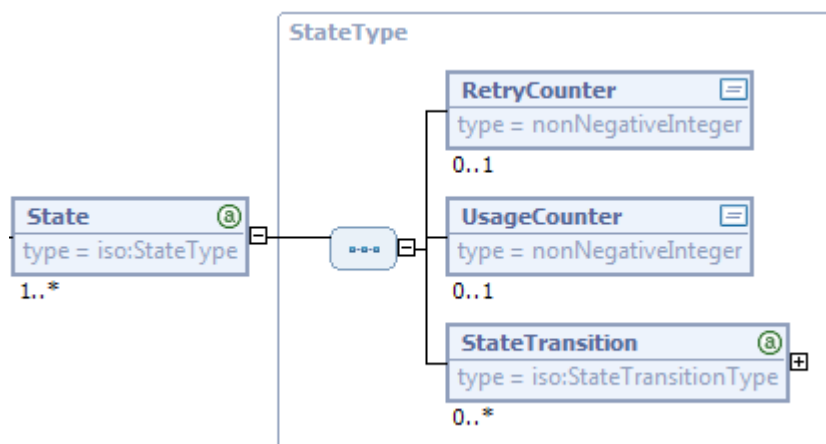 StateType
RetryCounter
type = nonNegativeInteger
0..1
State
type = iso:StateType
1..*
UsageCounter
type = nonNegativeInteger
0..1
StateTransition
type = iso:StateTransitionType
0..*